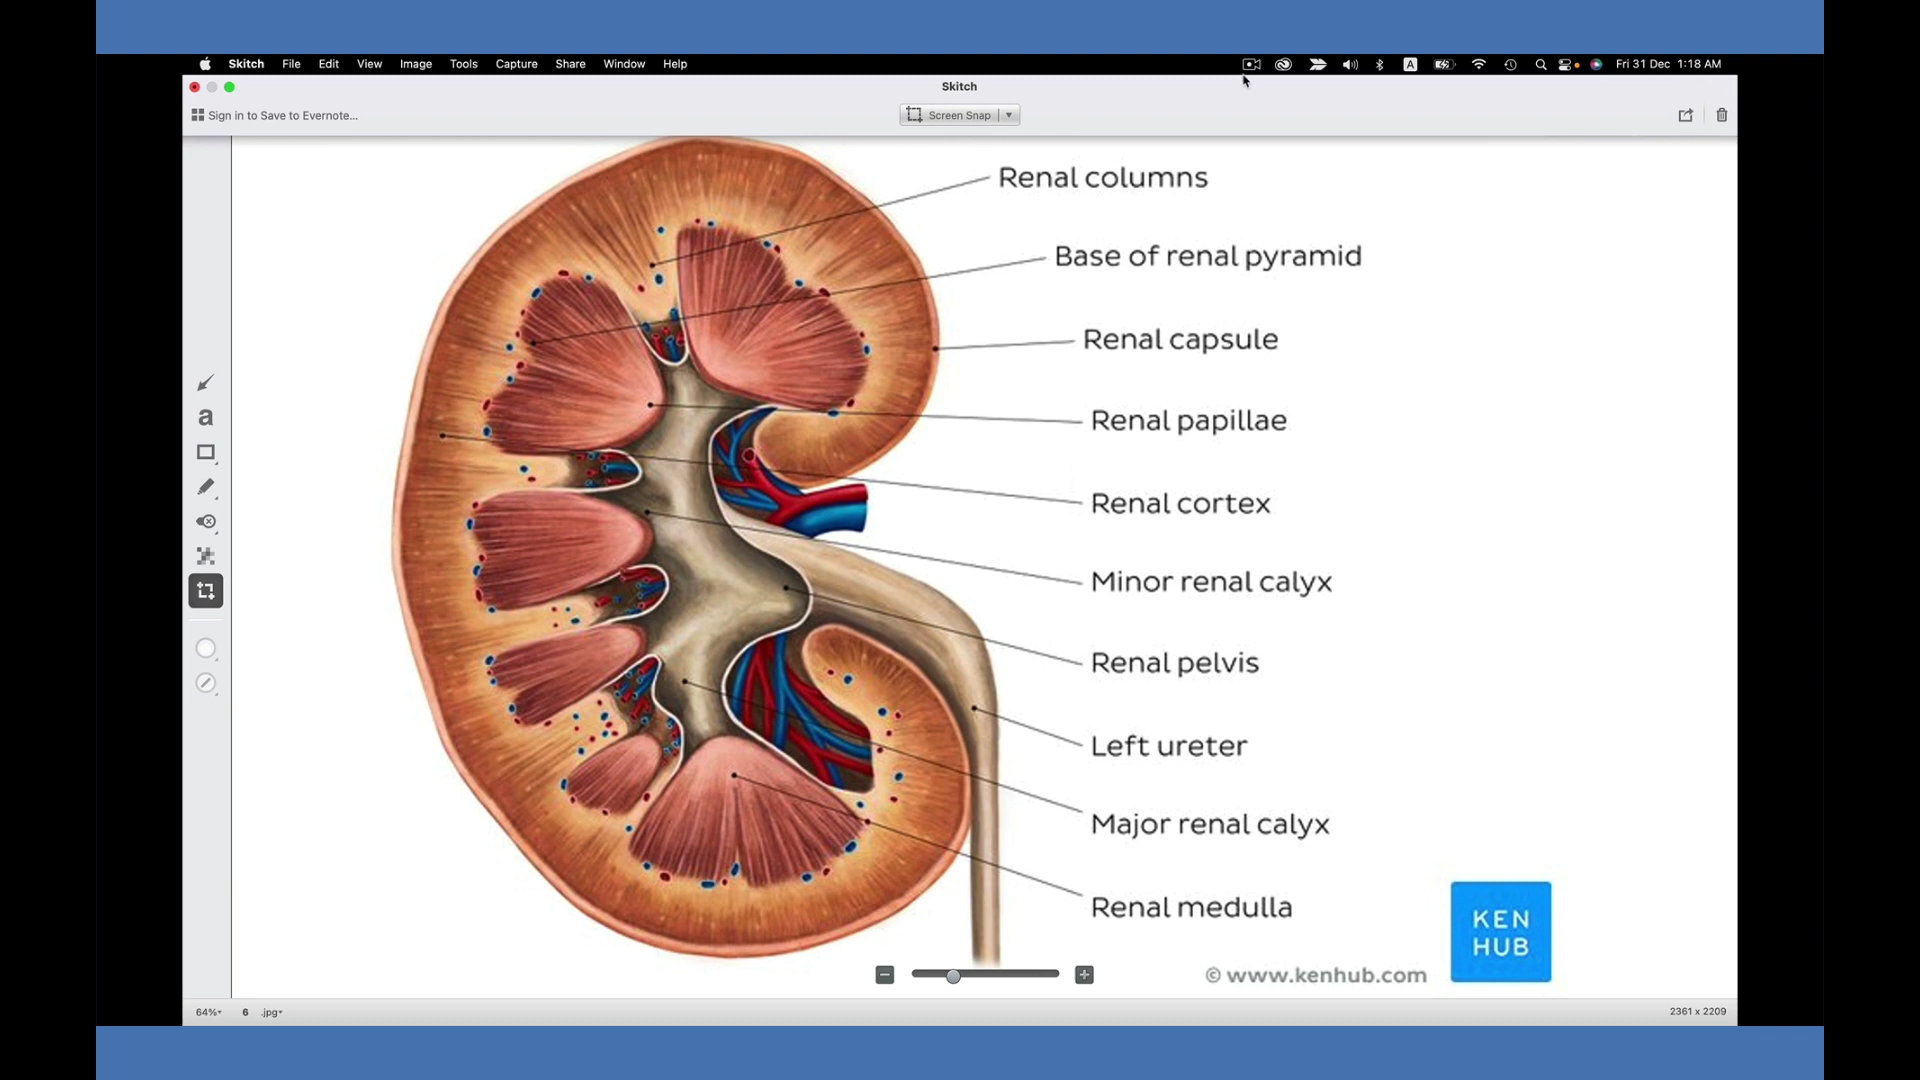 Skitch File Edit View Image Tools Capture Share Window Help
A
Fri 31 Dec 1:18 AM
Skitch
Sign in to Save to Evernote...
Screen Snap
a
Renal columns
Base of renal pyramid
Renal capsule
Renal papillae
Renal cortex
Minor renal calyx
Renal pelvis
Left ureter
Major renal calyx
Renal medulla
KEN
HUB
© www.kenhub.com
64% 6 .jpg
2361 x 2209